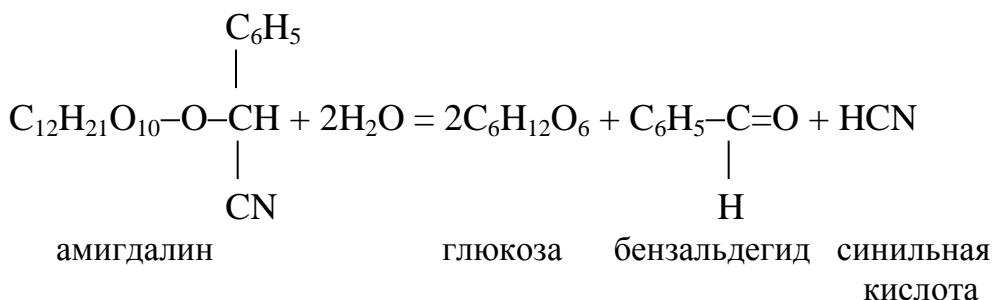 C₆H₅
|
C₁₂H₂₁O₁₀–O–CH + 2H₂O = 2C₆H₁₂O₆ + C₆H₅–C=O + HCN
| |
CN H
амигдалин глюкоза бензальдегид синильная
кислота